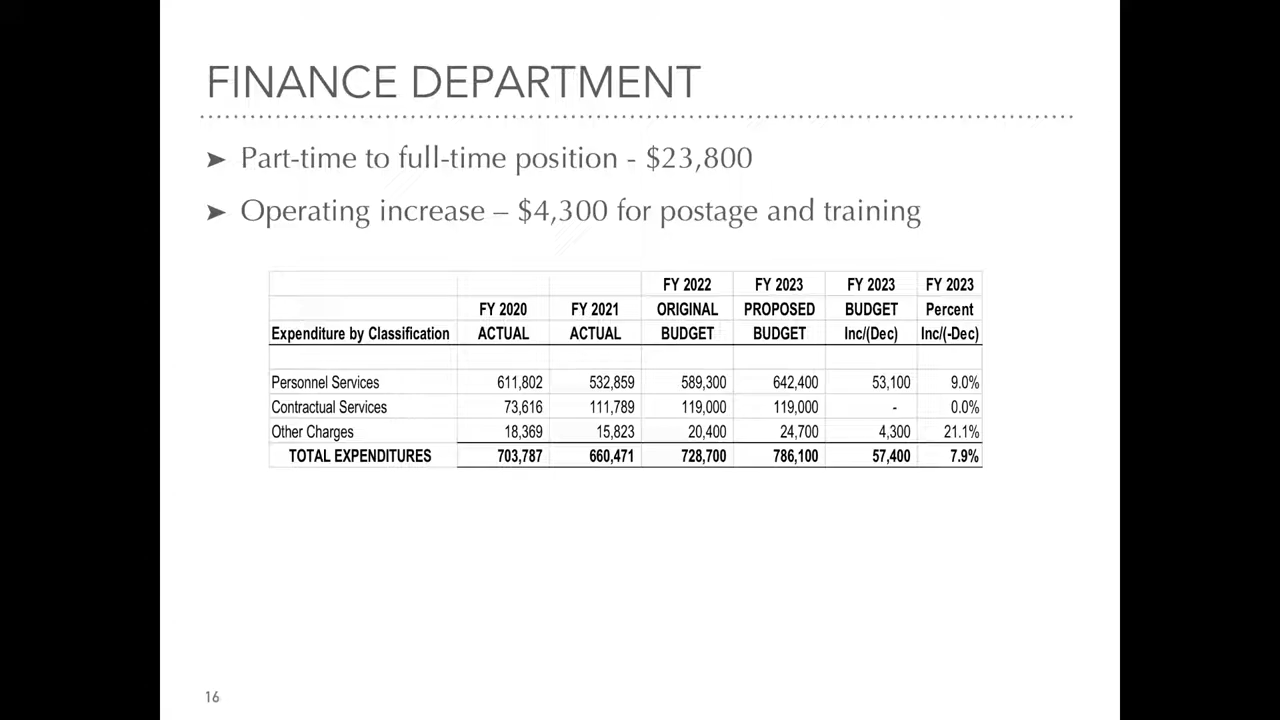 FINANCE DEPARTMENT
➤ Part-time to full-time position - $23,800
➤ Operating increase – $4,300 for postage and training
FY 2022 FY 2023 FY 2023 FY 2023
FY 2020 FY 2021 ORIGINAL PROPOSED BUDGET Percent
Expenditure by Classification ACTUAL ACTUAL BUDGET BUDGET Inc/(Dec) Inc/(-Dec)
Personnel Services 611,802 532,859 589,300 642,400 53,100 9.0%
Contractual Services 73,616 111,789 119,000 119,000 - 0.0%
Other Charges 18,369 15,823 20,400 24,700 4,300 21.1%
TOTAL EXPENDITURES 703,787 660,471 728,700 786,100 57,400 7.9%
16